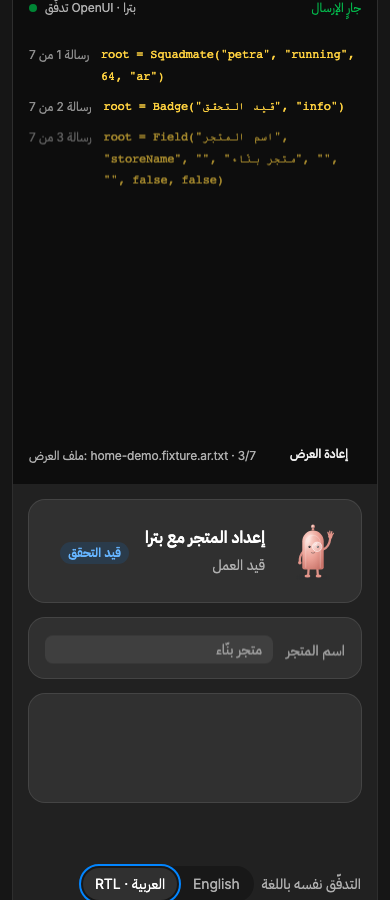 بترا · OpenUI تدفّق
جارٍ الإرسال
رسالة 1 من 7
root = Squadmate("petra", "running",
64, "ar")
رسالة 2 من 7
root = Badge("قيد التحقق", "info")
رسالة 3 من 7
root = Field("اسم المتجر",
"storeName", "", "متجر بنّاء", "",
"", false, false)
ملف العرض: home-demo.fixture.ar.txt · 3/7
إعادة العرض
إعداد المتجر مع بترا
قيد العمل
قيد التحقق
اسم المتجر
متجر بنّاء
التدفّق نفسه باللغة
English
العربية · RTL